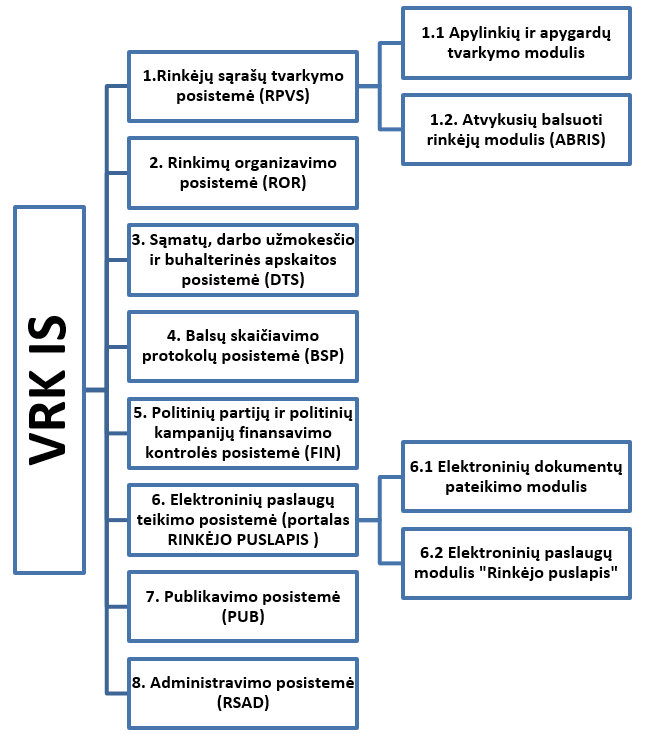 VRK IS
1.Rinkėjų sąrašų tvarkymo
posistemė (RPVS)
1.1 Apylinkių ir apygardų
tvarkymo modulis
1.2. Atvykusių balsuoti
rinkėjų modulis (ABRIS)
2. Rinkimų organizavimo
posistemė (ROR)
3. Sąmatų, darbo užmokesčio
ir buhalterinės apskaitos
posistemė (DTS)
4. Balsų skaičiavimo
protokolų posistemė (BSP)
5. Politinių partijų ir politinių
kampanijų finansavimo
kontrolės posistemė (FIN)
6. Elektroninių paslaugų
teikimo posistemė (portalas
RINKĖJO PUSLAPIS )
6.1 Elektroninių dokumentų
pateikimo modulis
6.2 Elektroninių paslaugų
modulis "Rinkėjo puslapis"
7. Publikavimo posistemė
(PUB)
8. Administravimo posistemė
(RSAD)